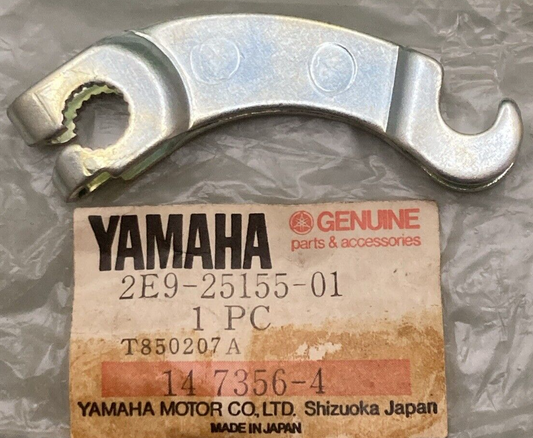 YAMAHA
GENUINE
parts & accessories
2E9-25155-01
1 PC
T850207A
14 7356-4
YAMAHA MOTOR CO., LTD. Shizuoka Japan
MADE IN JAPAN